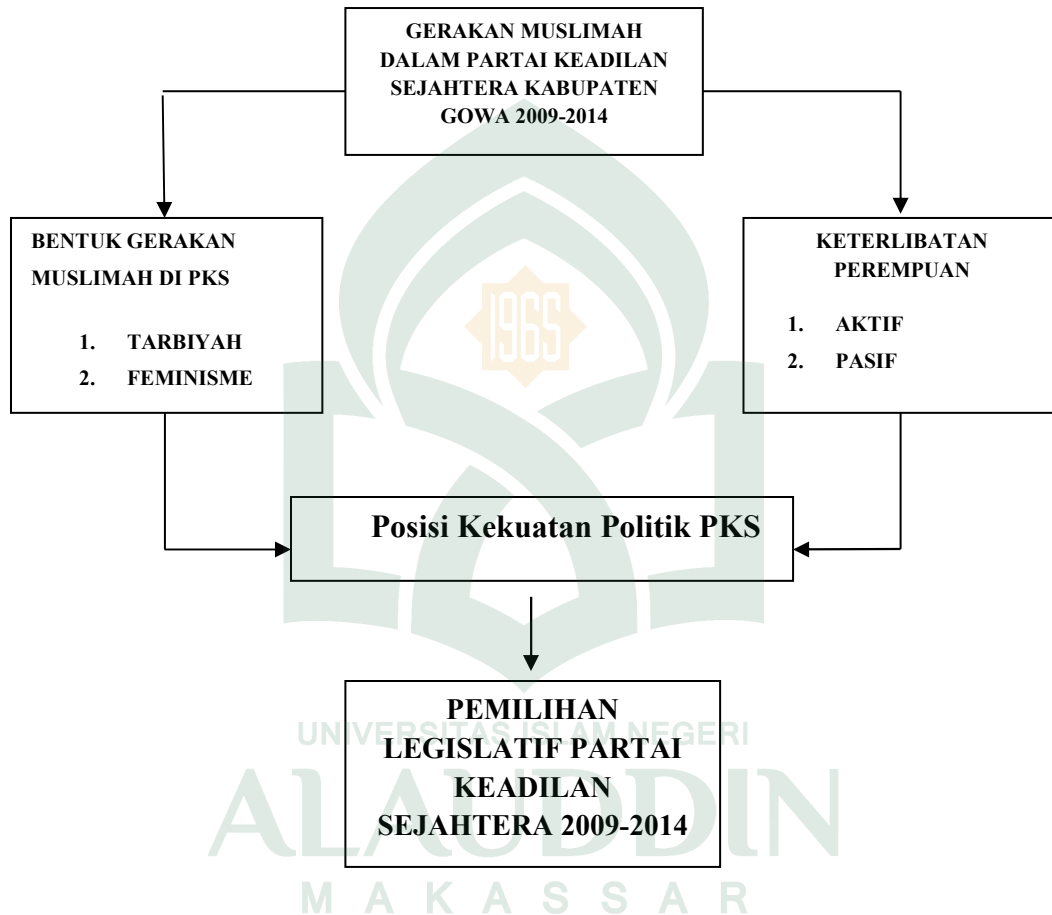 GERAKAN MUSLIMAH
DALAM PARTAI KEADILAN
SEJAHTERA KABUPATEN
GOWA 2009-2014
BENTUK GERAKAN
MUSLIMAH DI PKS
1. TARBIYAH
2. FEMINISME
KETERLIBATAN
PEREMPUAN
1. AKTIF
2. PASIF
1965
Posisi Kekuatan Politik PKS
PEMILIHAN
LEGISLATIF PARTAI
KEADILAN
SEJAHTERA 2009-2014
UNIVERSITAS ISLAM NEGERI
ALAUDDIN
MAKASSAR